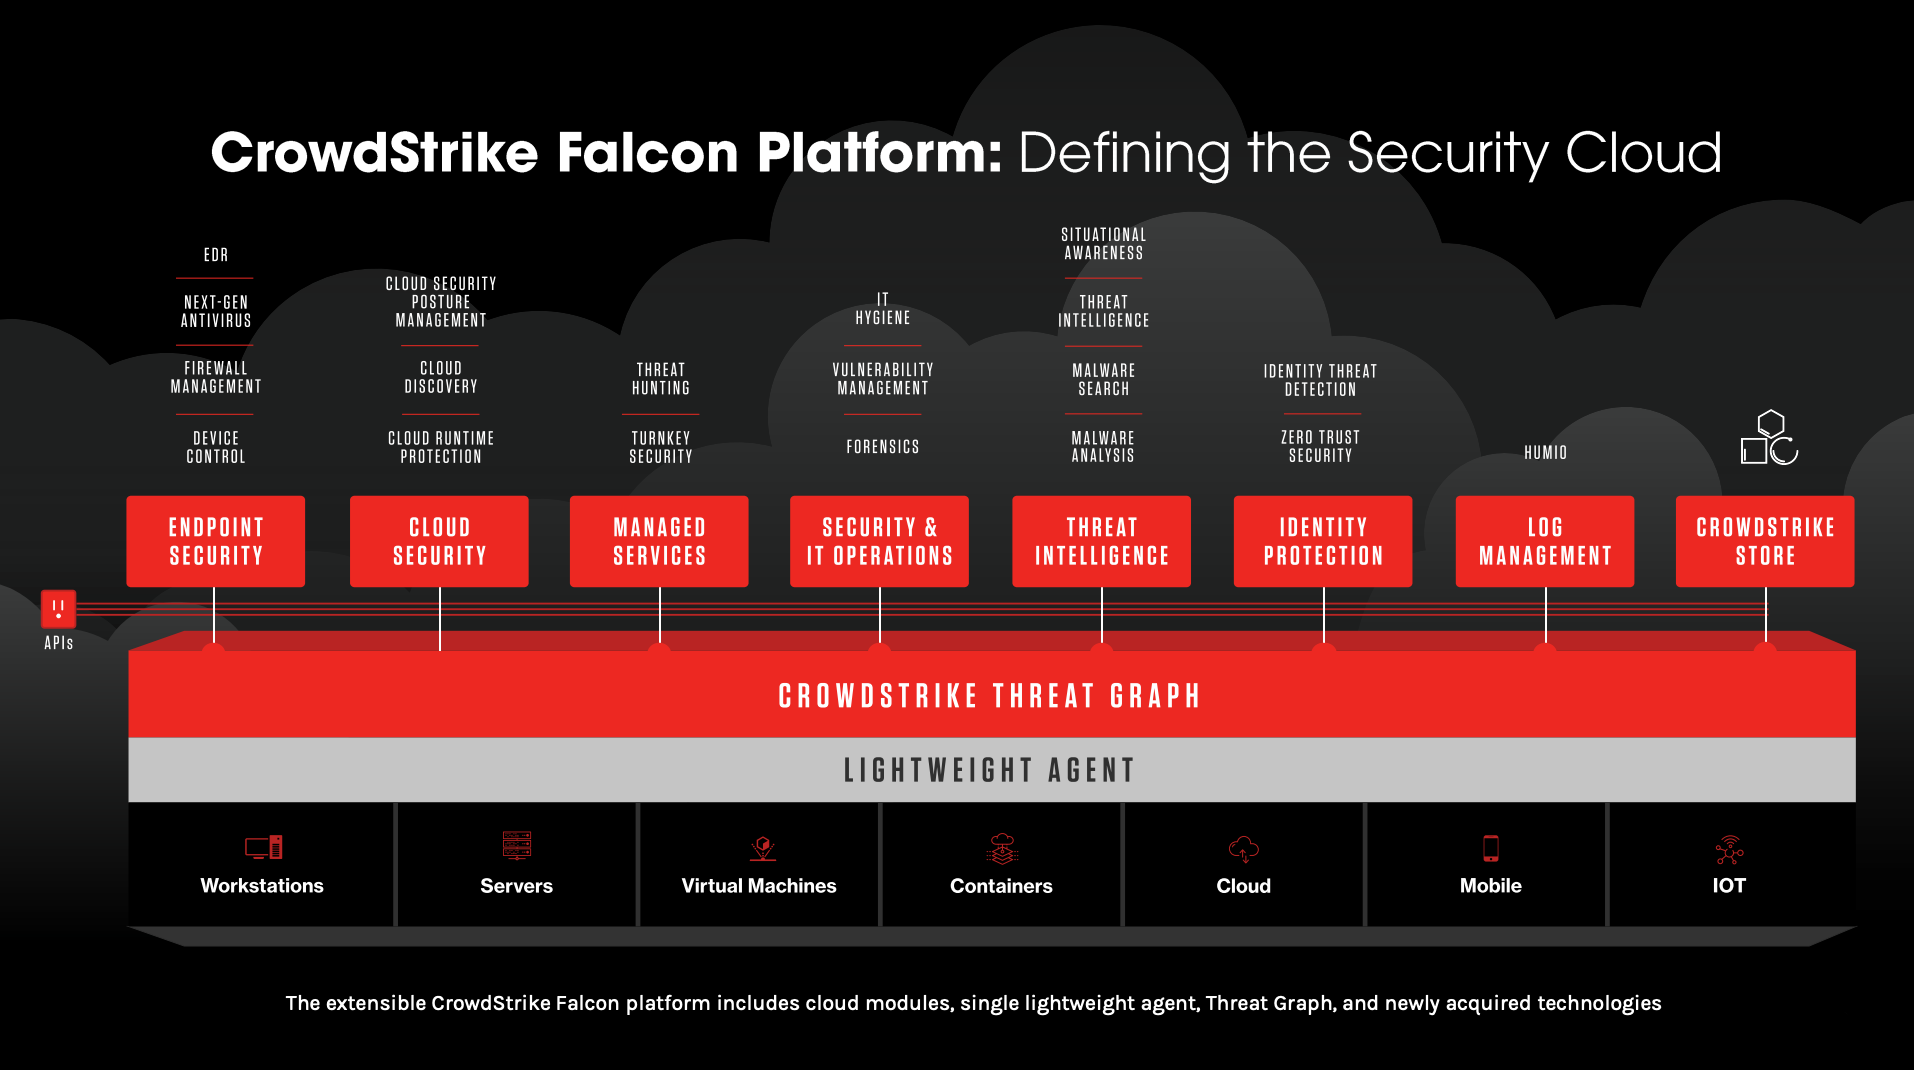 CrowdStrike Falcon Platform: Defining the Security Cloud
EDR
NEXT-GEN
ANTIVIRUS
FIREWALL
MANAGEMENT
DEVICE
CONTROL
ENDPOINT
SECURITY
CLOUD SECURITY
POSTURE
MANAGEMENT
CLOUD
DISCOVERY
CLOUD RUNTIME
PROTECTION
CLOUD
SECURITY
THREAT
HUNTING
TURNKEY
SECURITY
MANAGED
SERVICES
IT
HYGIENE
VULNERABILITY
MANAGEMENT
FORENSICS
SECURITY &
IT OPERATIONS
SITUATIONAL
AWARENESS
THREAT
INTELLIGENCE
MALWARE
SEARCH
MALWARE
ANALYSIS
THREAT
INTELLIGENCE
IDENTITY THREAT
DETECTION
ZERO TRUST
SECURITY
IDENTITY
PROTECTION
HUMIO
LOG
MANAGEMENT
CROWDSTRIKE
STORE
APIs
CROWDSTRIKE THREAT GRAPH
LIGHTWEIGHT AGENT
Workstations
Servers
Virtual Machines
Containers
Cloud
Mobile
IOT
The extensible CrowdStrike Falcon platform includes cloud modules, single lightweight agent, Threat Graph, and newly acquired technologies